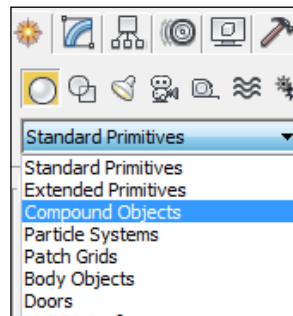 Standard Primitives
Standard Primitives
Extended Primitives
Compound Objects
Particle Systems
Patch Grids
Body Objects
Doors